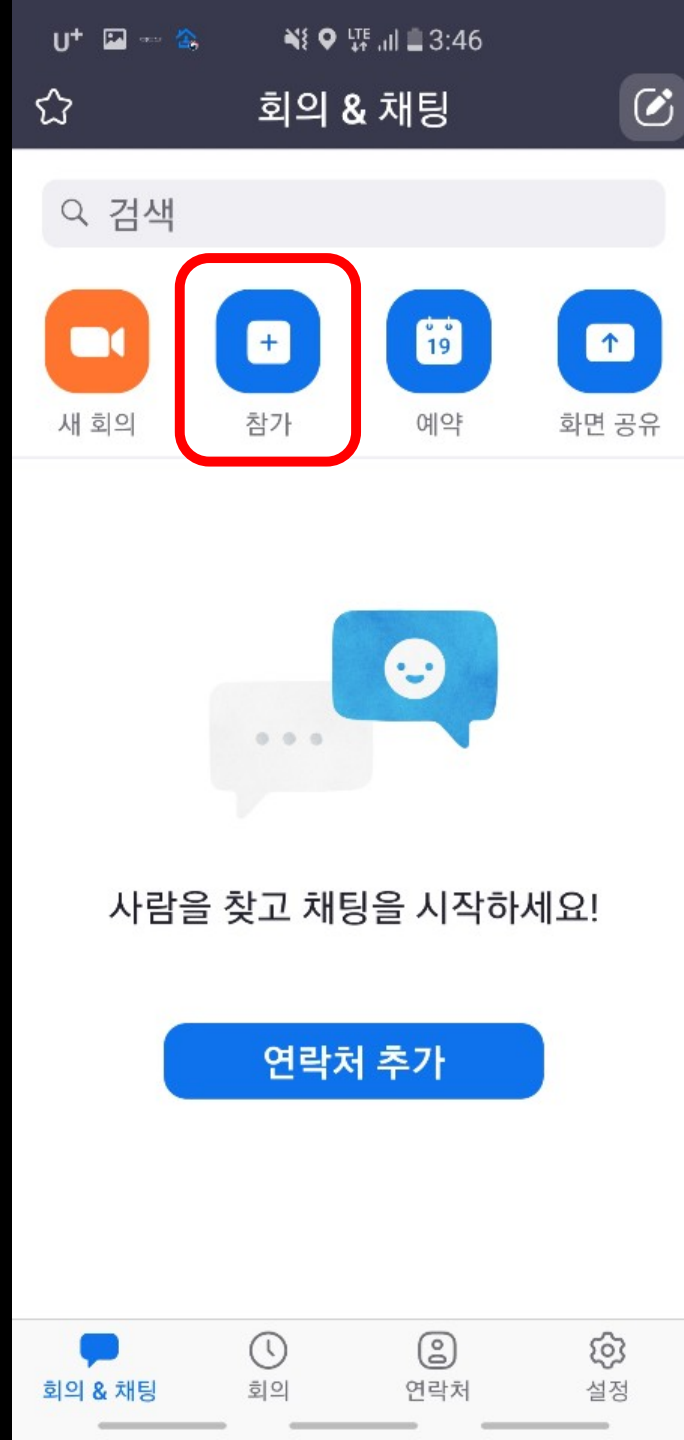 U+ LTE 3:46
회의 & 채팅
검색
19
새 회의 참가 예약 화면 공유
사람을 찾고 채팅을 시작하세요!
연락처 추가
회의 & 채팅 회의 연락처 설정